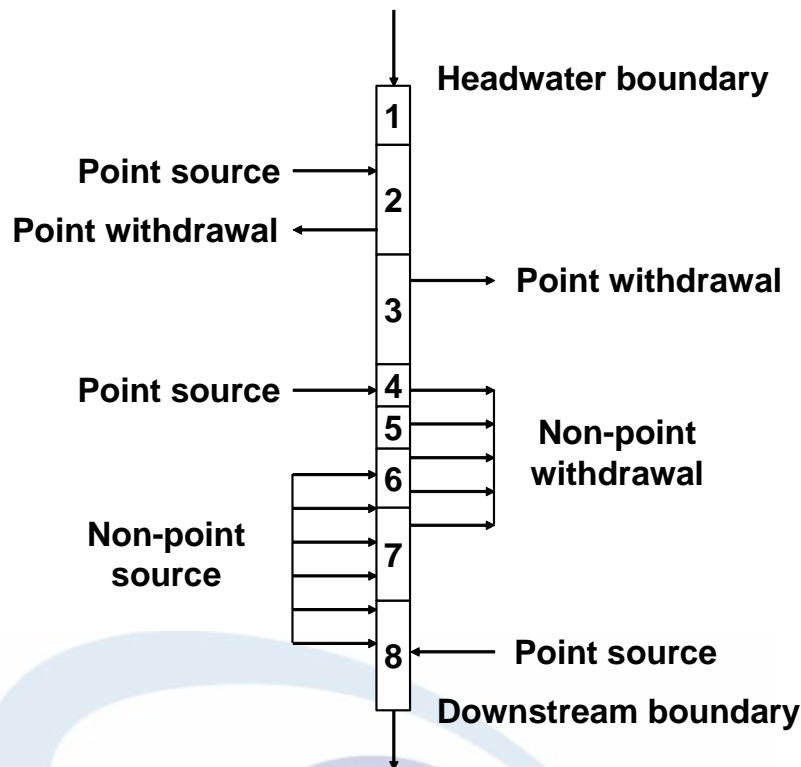 Headwater boundary
1
Point source
2
Point withdrawal
Point withdrawal
3
Point source
4
5
Non-point
withdrawal
6
Non-point
source
7
8
Point source
Downstream boundary